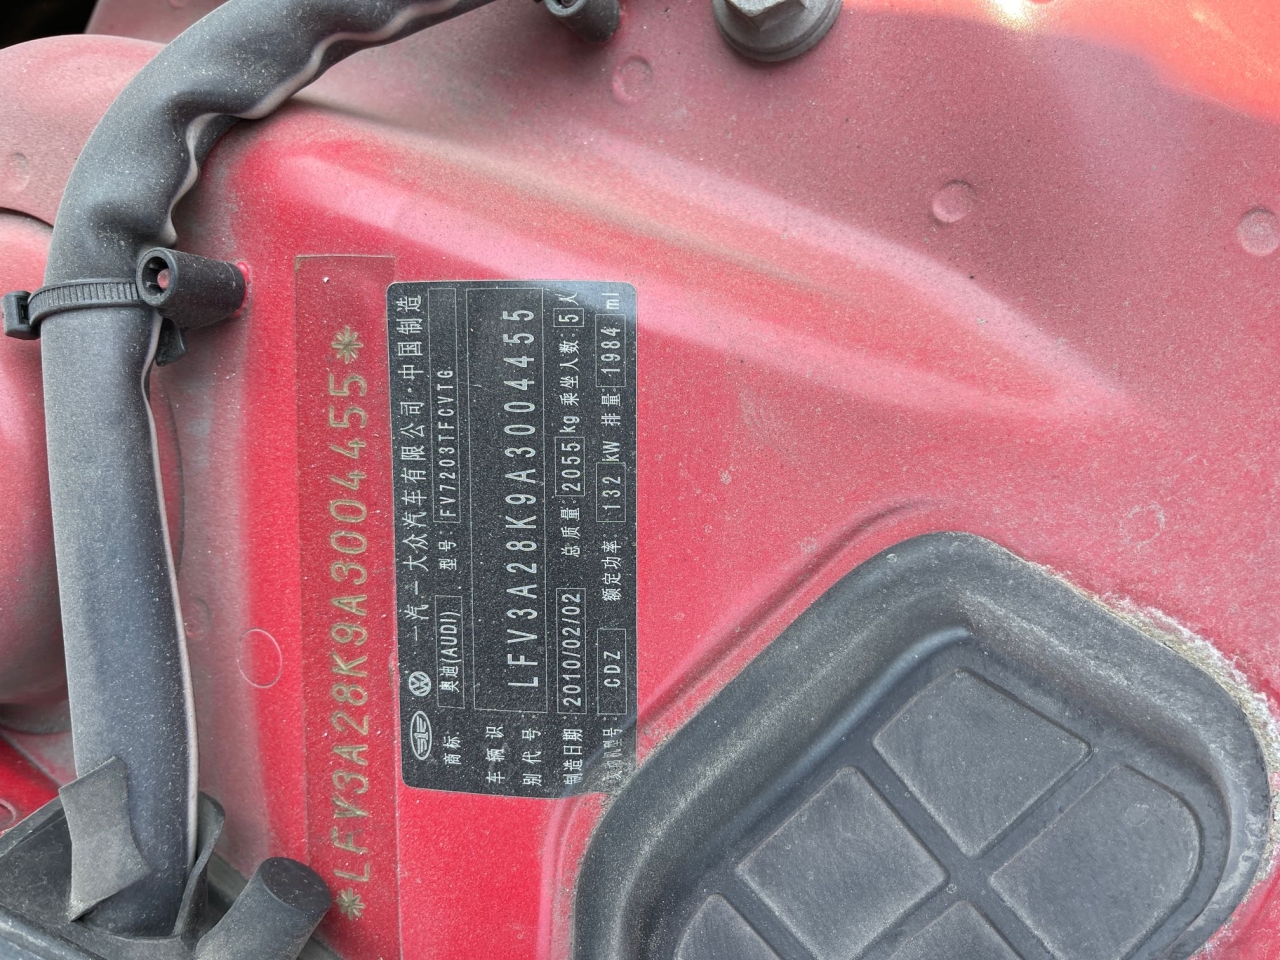 *LFV3A28K9A3004455*
一汽－大众汽车有限公司·中国制造
商标 奥迪(AUDI) 型号: FV7203TFCVTG
车辆识别代号: LFV3A28K9A3004455
制造日期: 2010/02/02 总质量: 2055 kg 乘坐人数: 5 人
发动机型号: CDZ 额定功率 132 kW 排量: 1984 ml